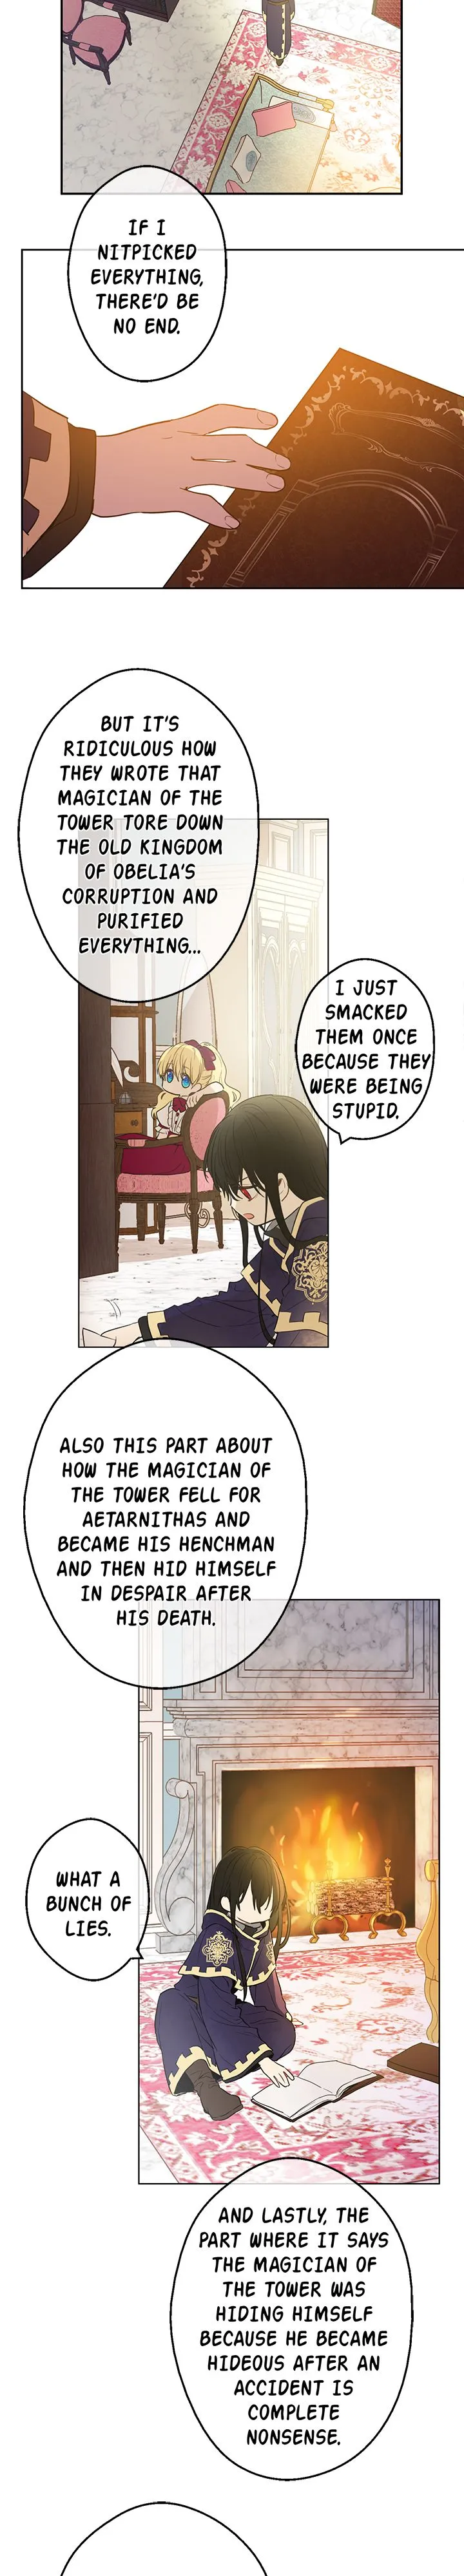 IF I
NITPICKED
EVERYTHING,
THERE'D BE
NO END.
BUT IT'S
RIDICULOUS HOW
THEY WROTE THAT
MAGICIAN OF THE
TOWER TORE DOWN
THE OLD KINGDOM
OF OBELIA'S
CORRUPTION AND
PURIFIED
EVERYTHING...
I JUST
SMACKED
THEM ONCE
BECAUSE THEY
WERE BEING
STUPID.
ALSO THIS PART ABOUT
HOW THE MAGICIAN OF
THE TOWER FELL FOR
AETARNITHAS AND
BECAME HIS HENCHMAN
AND THEN HID HIMSELF
IN DESPAIR AFTER
HIS DEATH.
WHAT A
BUNCH OF
LIES.
AND LASTLY, THE
PART WHERE IT SAYS
THE MAGICIAN OF
THE TOWER WAS
HIDING HIMSELF
BECAUSE HE BECAME
HIDEOUS AFTER AN
ACCIDENT IS
COMPLETE
NONSENSE.